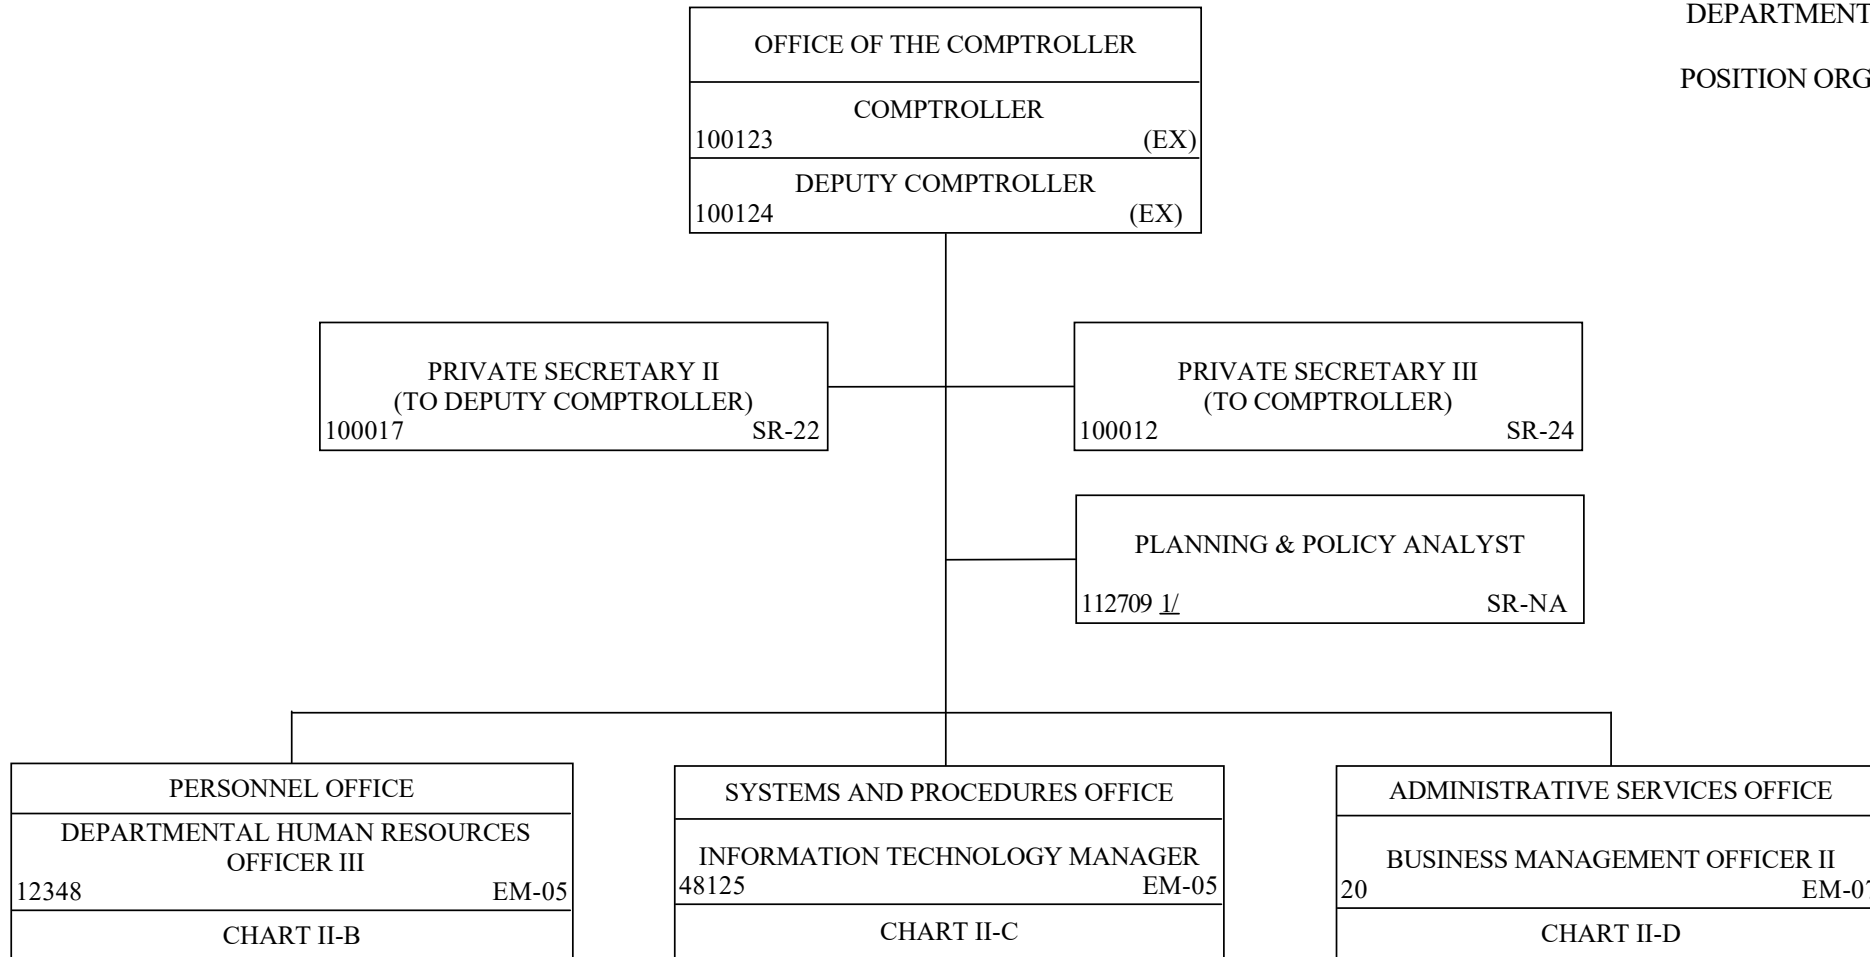 DEPARTMENT
POSITION ORG
OFFICE OF THE COMPTROLLER
COMPTROLLER
100123 (EX)
DEPUTY COMPTROLLER
100124 (EX)
PRIVATE SECRETARY II
(TO DEPUTY COMPTROLLER)
100017 SR-22
PRIVATE SECRETARY III
(TO COMPTROLLER)
100012 SR-24
PLANNING & POLICY ANALYST
112709 1/ SR-NA
PERSONNEL OFFICE
DEPARTMENTAL HUMAN RESOURCES
OFFICER III
12348 EM-05
CHART II-B
SYSTEMS AND PROCEDURES OFFICE
INFORMATION TECHNOLOGY MANAGER
48125 EM-05
CHART II-C
ADMINISTRATIVE SERVICES OFFICE
BUSINESS MANAGEMENT OFFICER II
20 EM-07
CHART II-D